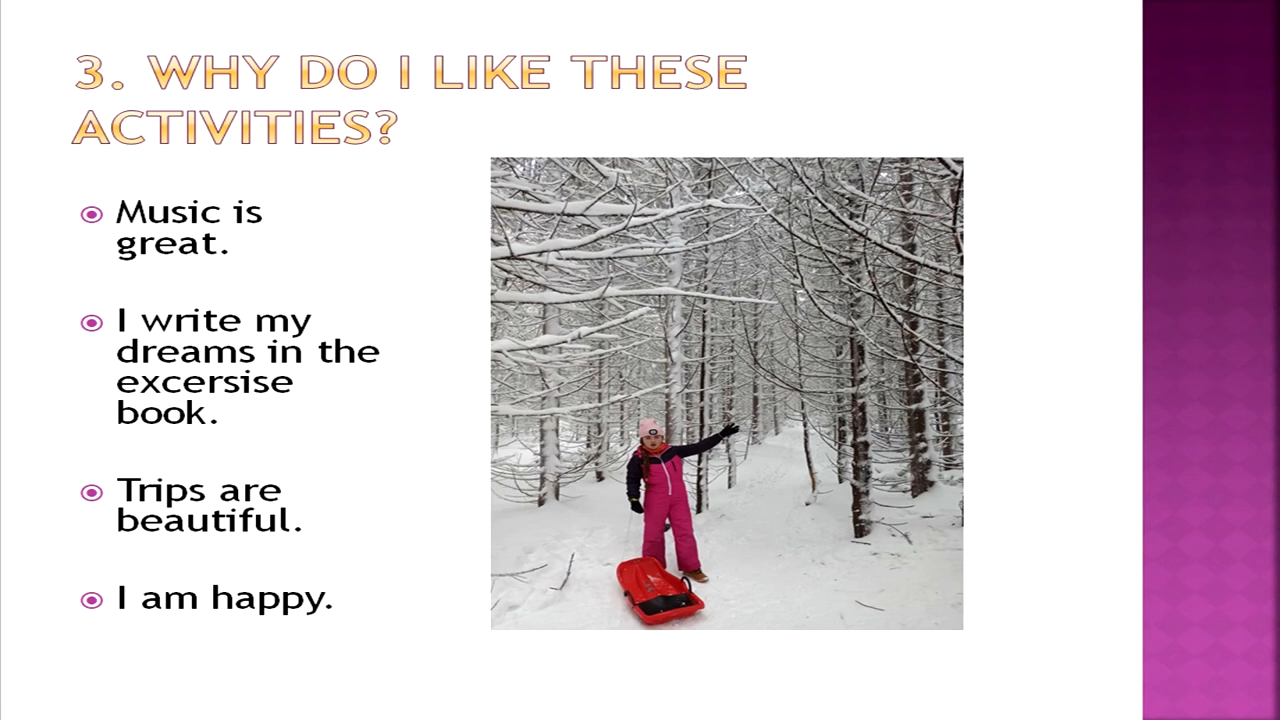 3. WHY DO I LIKE THESE
ACTIVITIES?
Music is
great.
I write my
dreams in the
excersise
book.
Trips are
beautiful.
I am happy.